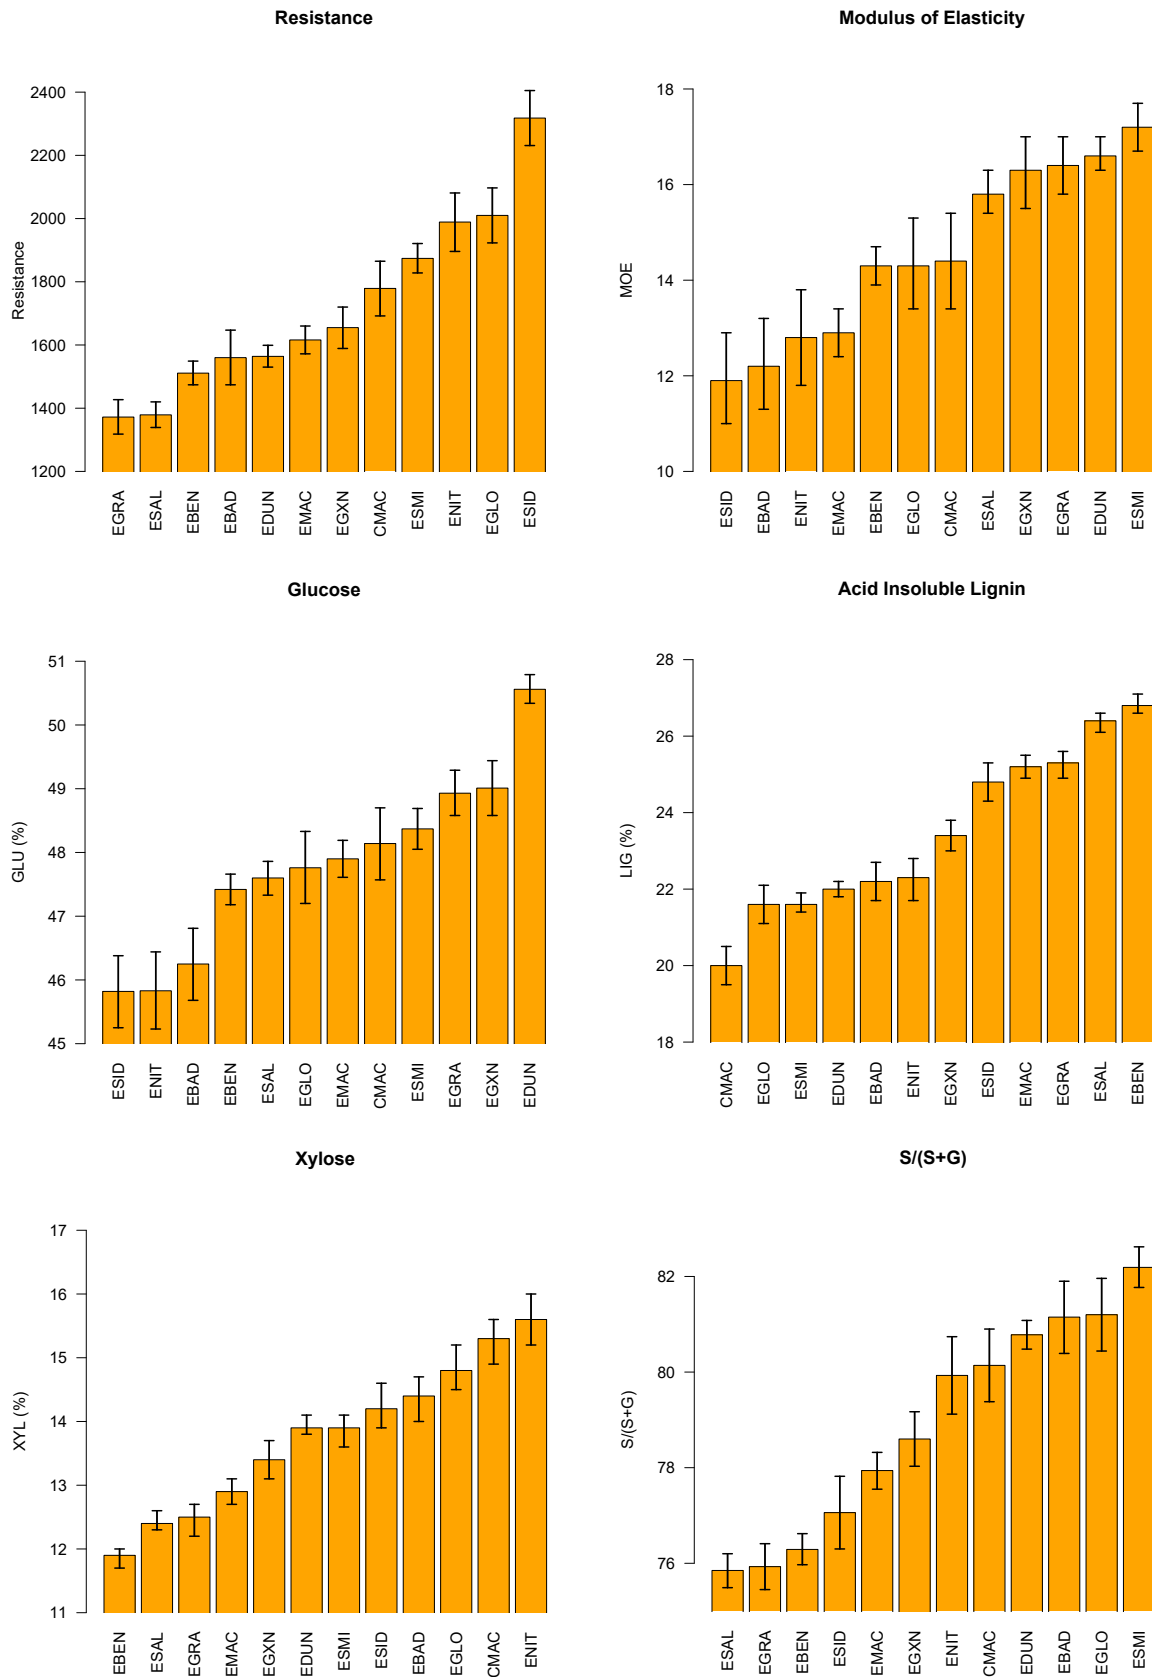 Resistance
Resistance
2400
2200
2000
1800
1600
1400
1200
EGRA ESAL EBEN EBAD EDUN EMAC EGXN CMAC ESMI ENIT EGLO ESID
Modulus of Elasticity
MOE
18
16
14
12
10
ESID EBAD ENIT EMAC EBEN EGLO CMAC ESAL EGXN EGRA EDUN ESMI
Glucose
GLU (%)
51
50
49
48
47
46
45
ESID ENIT EBAD EBEN ESAL EGLO EMAC CMAC ESMI EGRA EGXN EDUN
Acid Insoluble Lignin
LIG (%)
28
26
24
22
20
18
CMAC EGLO ESMI EDUN EBAD ENIT EGXN ESID EMAC EGRA ESAL EBEN
Xylose
XYL (%)
17
16
15
14
13
12
11
EBEN ESAL EGRA EMAC EGXN EDUN ESMI ESID EBAD EGLO CMAC ENIT
S/(S+G)
S/(S+G)
82
80
78
76
ESAL EGRA EBEN ESID EMAC EGXN ENIT CMAC EDUN EBAD EGLO ESMI